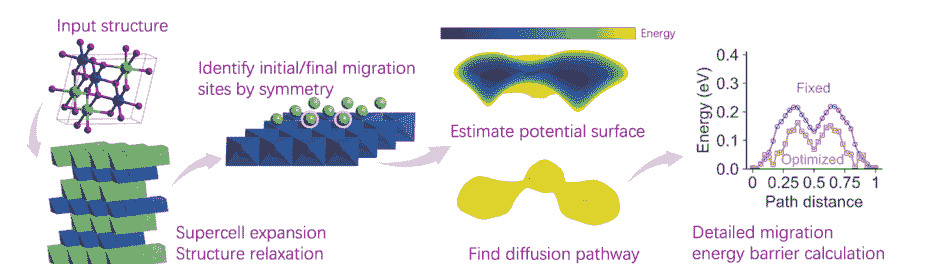 Input structure
Supercell expansion
Structure relaxation
Identify initial/final migration
sites by symmetry
Energy
Estimate potential surface
Find diffusion pathway
Energy (eV)
0.4
0.3
0.2
0.1
0.0
Fixed
Optimized
0 0.25 0.5 0.75 1
Path distance
Detailed migration
energy barrier calculation